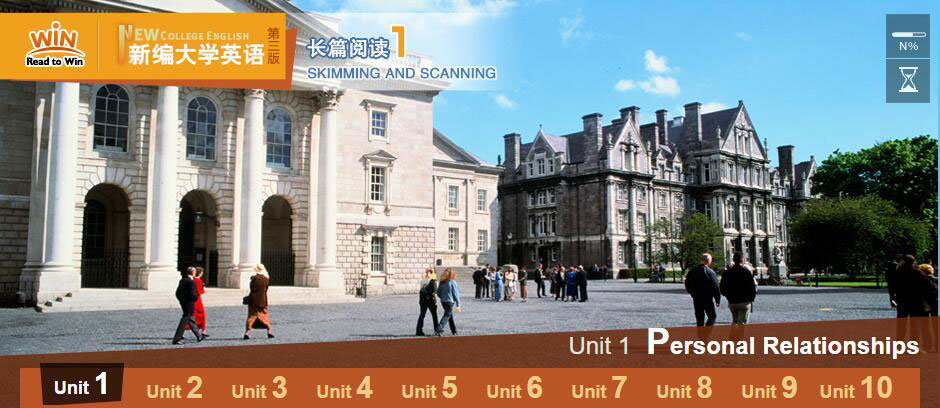 WIN
Read to Win
NEW COLLEGE ENGLISH
新编大学英语
第三版
长篇阅读1
SKIMMING AND SCANNING
N%
Unit 1 Personal Relationships
Unit 1 Unit 2 Unit 3 Unit 4 Unit 5 Unit 6 Unit 7 Unit 8 Unit 9 Unit 10